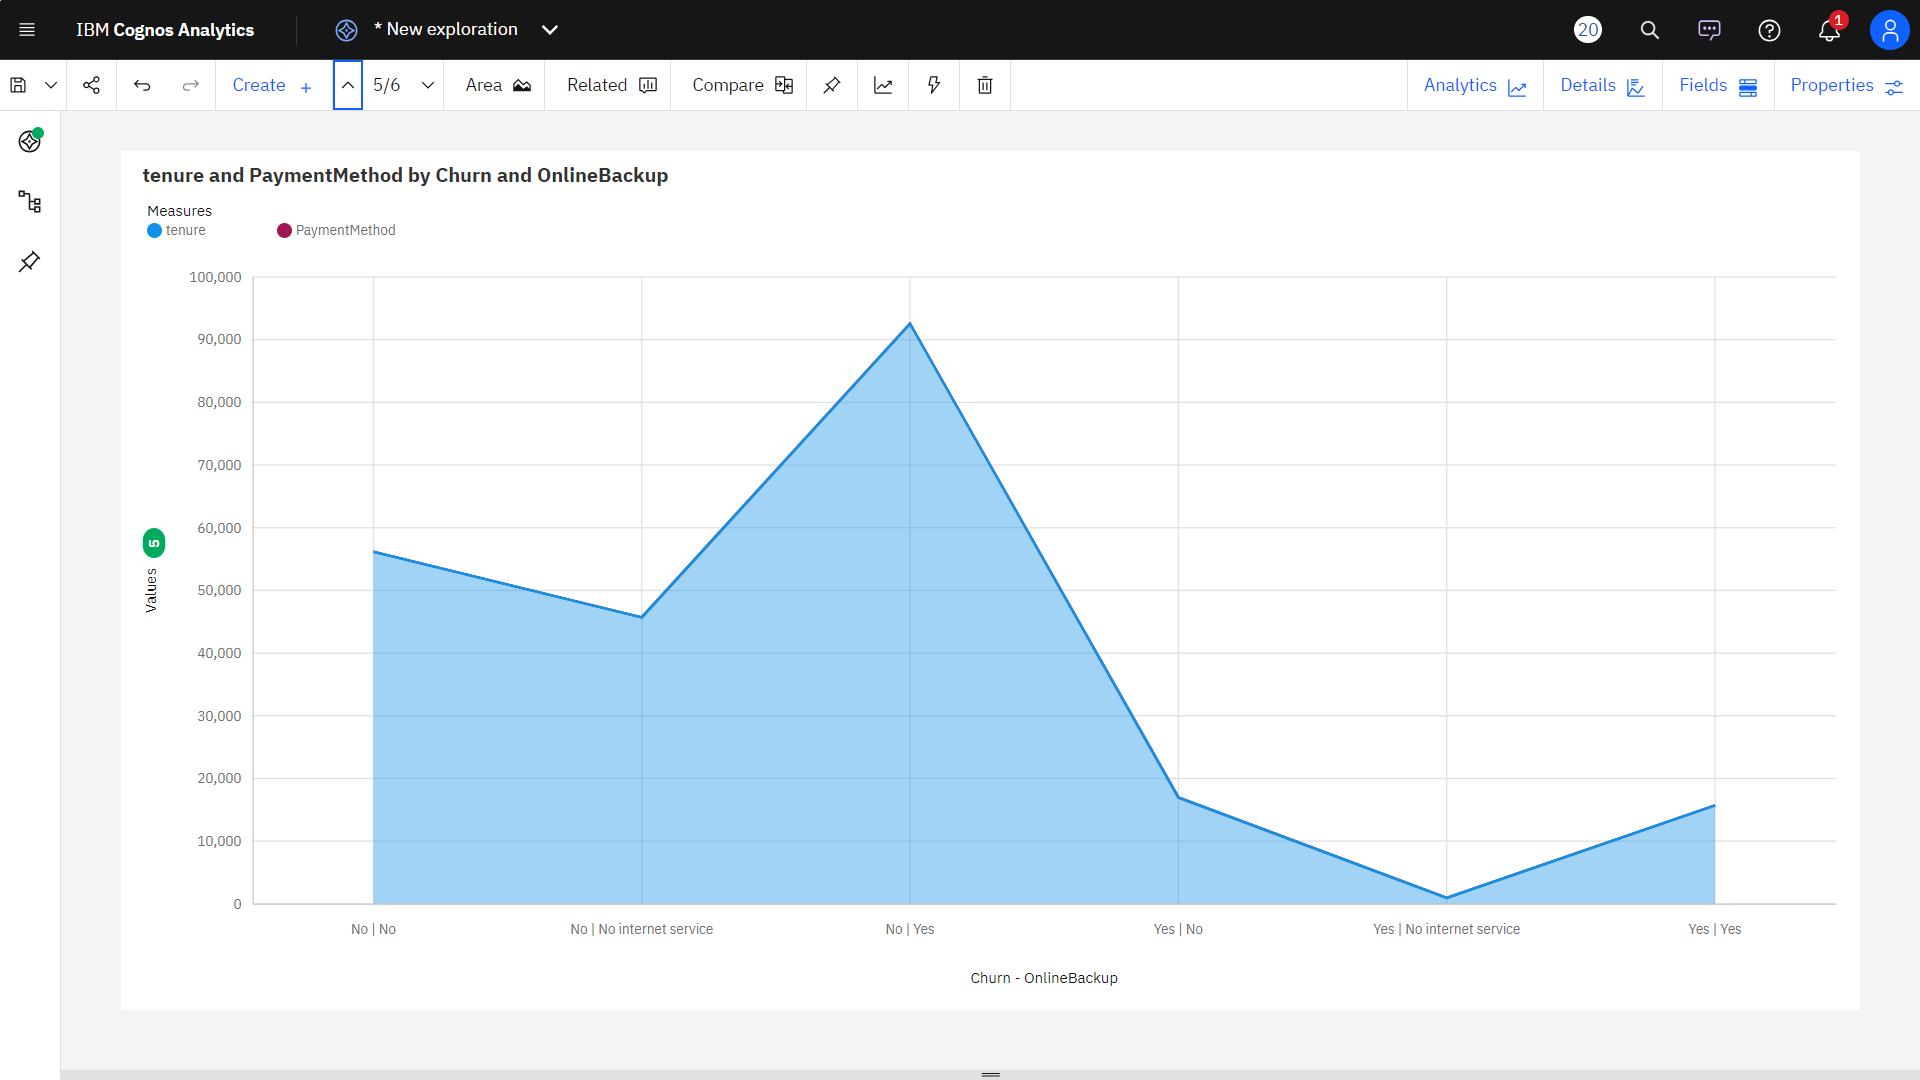 IBM Cognos Analytics
* New exploration
20
1
Create
5/6
Area
Related
Compare
Analytics
Details
Fields
Properties
tenure and PaymentMethod by Churn and OnlineBackup
Measures
tenure
PaymentMethod
100,000
90,000
80,000
70,000
60,000
50,000
40,000
30,000
20,000
10,000
0
Values
5
No | No
No | No internet service
No | Yes
Yes | No
Yes | No internet service
Yes | Yes
Churn - OnlineBackup